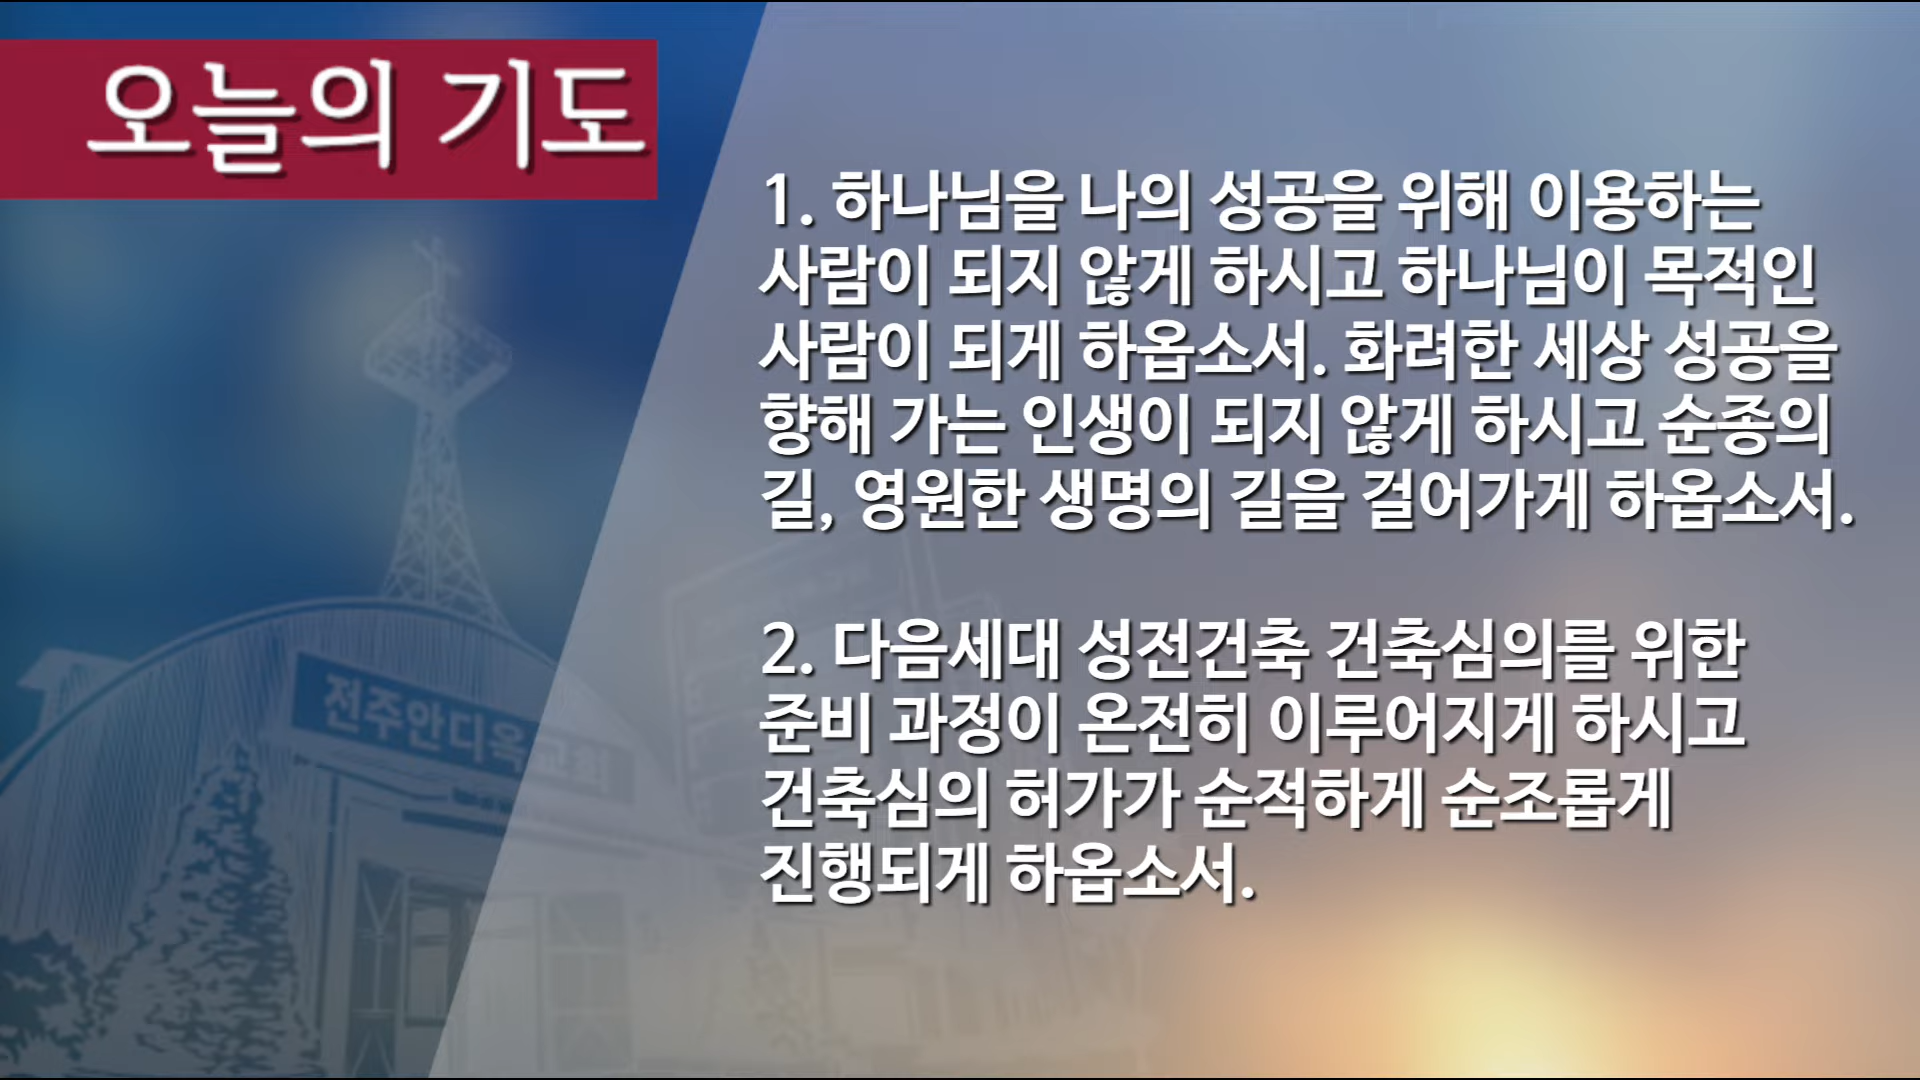 오늘의 기도
1. 하나님을 나의 성공을 위해 이용하는
사람이 되지 않게 하시고 하나님이 목적인
사람이 되게 하옵소서. 화려한 세상 성공을
향해 가는 인생이 되지 않게 하시고 순종의
길, 영원한 생명의 길을 걸어가게 하옵소서.
2. 다음세대 성전건축 건축심의를 위한
준비 과정이 온전히 이루어지게 하시고
건축심의 허가가 순적하게 순조롭게
진행되게 하옵소서.
전주안디옥교회